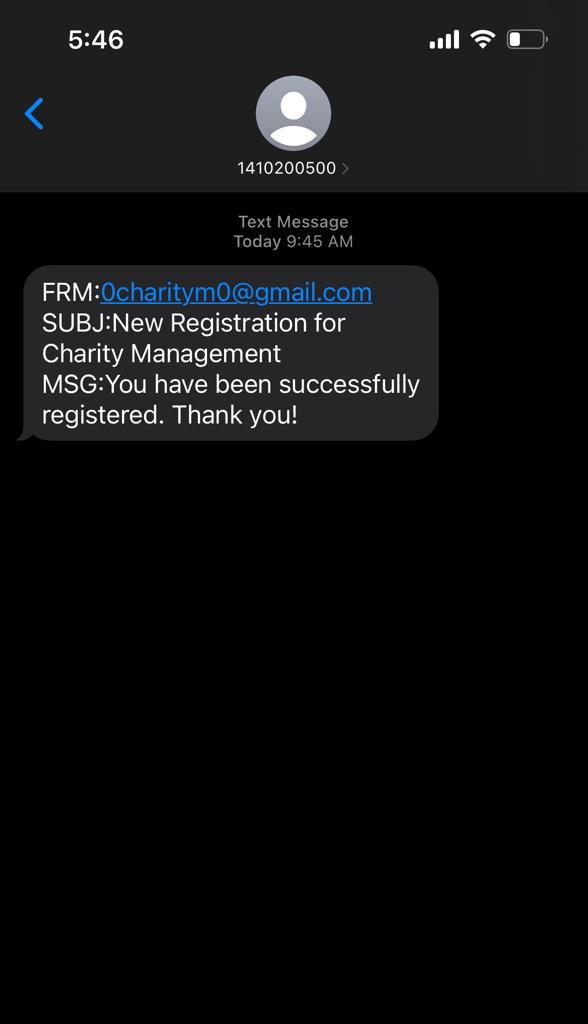 5:46
1410200500
Text Message
Today 9:45 AM
FRM:0charitym0@gmail.com
SUBJ:New Registration for
Charity Management
MSG:You have been successfully
registered. Thank you!